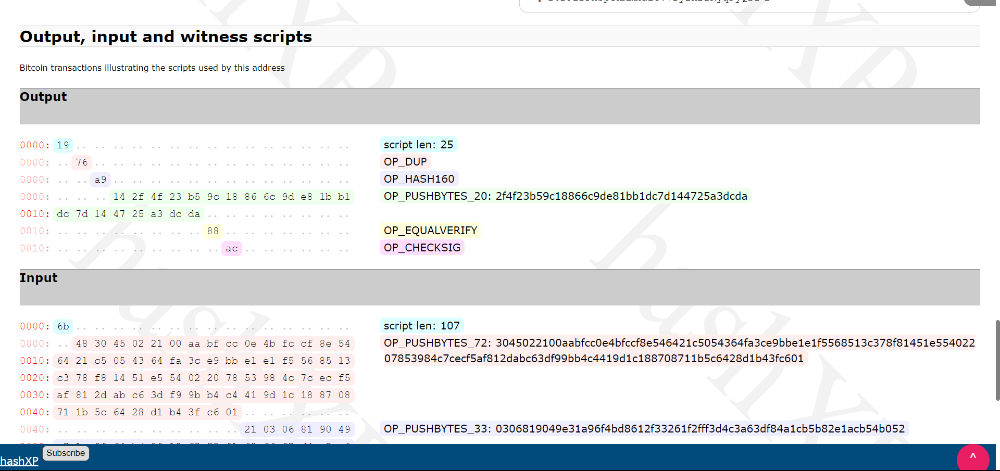 Output, input and witness scripts
Bitcoin transactions illustrating the scripts used by this address
Output
0000: 19 .. .. .. .. .. .. .. .. .. .. .. .. .. .. .. script len: 25
0000: .. 76 .. .. .. .. .. .. .. .. .. .. .. .. .. .. OP_DUP
0000: .. .. a9 .. .. .. .. .. .. .. .. .. .. .. .. .. OP_HASH160
0000: .. .. .. 14 2f 4f 23 b5 9c 18 86 6c 9d e8 1b b1 OP_PUSHBYTES_20: 2f4f23b59c18866c9de81bb1dc7d144725a3dcda
0010: dc 7d 14 47 25 a3 dc da .. .. .. .. .. .. .. ..
0010: .. .. .. .. .. .. .. .. 88 .. .. .. .. .. .. .. OP_EQUALVERIFY
0010: .. .. .. .. .. .. .. .. .. ac .. .. .. .. .. .. OP_CHECKSIG
Input
0000: 6b .. .. .. .. .. .. .. .. .. .. .. .. .. .. .. script len: 107
0000: .. 48 30 45 02 21 00 aa bf cc 0e 4b fc cf 8e 54 OP_PUSHBYTES_72: 3045022100aabfcc0e4bfccf8e546421c5054364fa3ce9bbe1e1f5568513c378f81451e554022
0010: 64 21 c5 05 43 64 fa 3c e9 bb e1 e1 f5 56 85 13 07853984c7cecf5af812dabc63df99bb4c4419d1c188708711b5c6428d1b43fc601
0020: c3 78 f8 14 51 e5 54 02 20 78 53 98 4c 7c ec f5
0030: af 81 2d ab c6 3d f9 9b b4 c4 41 9d 1c 18 87 08
0040: 71 1b 5c 64 28 d1 b4 3f c6 01 .. .. .. .. .. ..
0040: .. .. .. .. .. .. .. .. .. .. 21 03 06 81 90 49 OP_PUSHBYTES_33: 0306819049e31a96f4bd8612f33261f2fff3d4c3a63df84a1cb5b82e1acb54b052
hashXP Subscribe ^